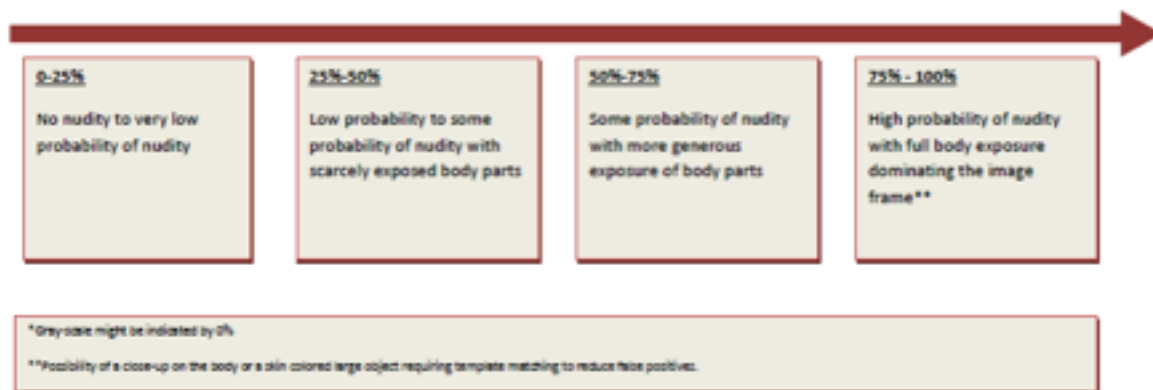 0-25%
No nudity to very low
probability of nudity
25%-50%
Low probability to some
probability of nudity with
scarcely exposed body parts
50%-75%
Some probability of nudity
with more generous
exposure of body parts
75% - 100%
High probability of nudity
with full body exposure
dominating the image
frame**
*Gray-scale might be indicated by 0%
**Possibility of a close-up on the body or a skin colored large object requiring template matching to reduce false positives.